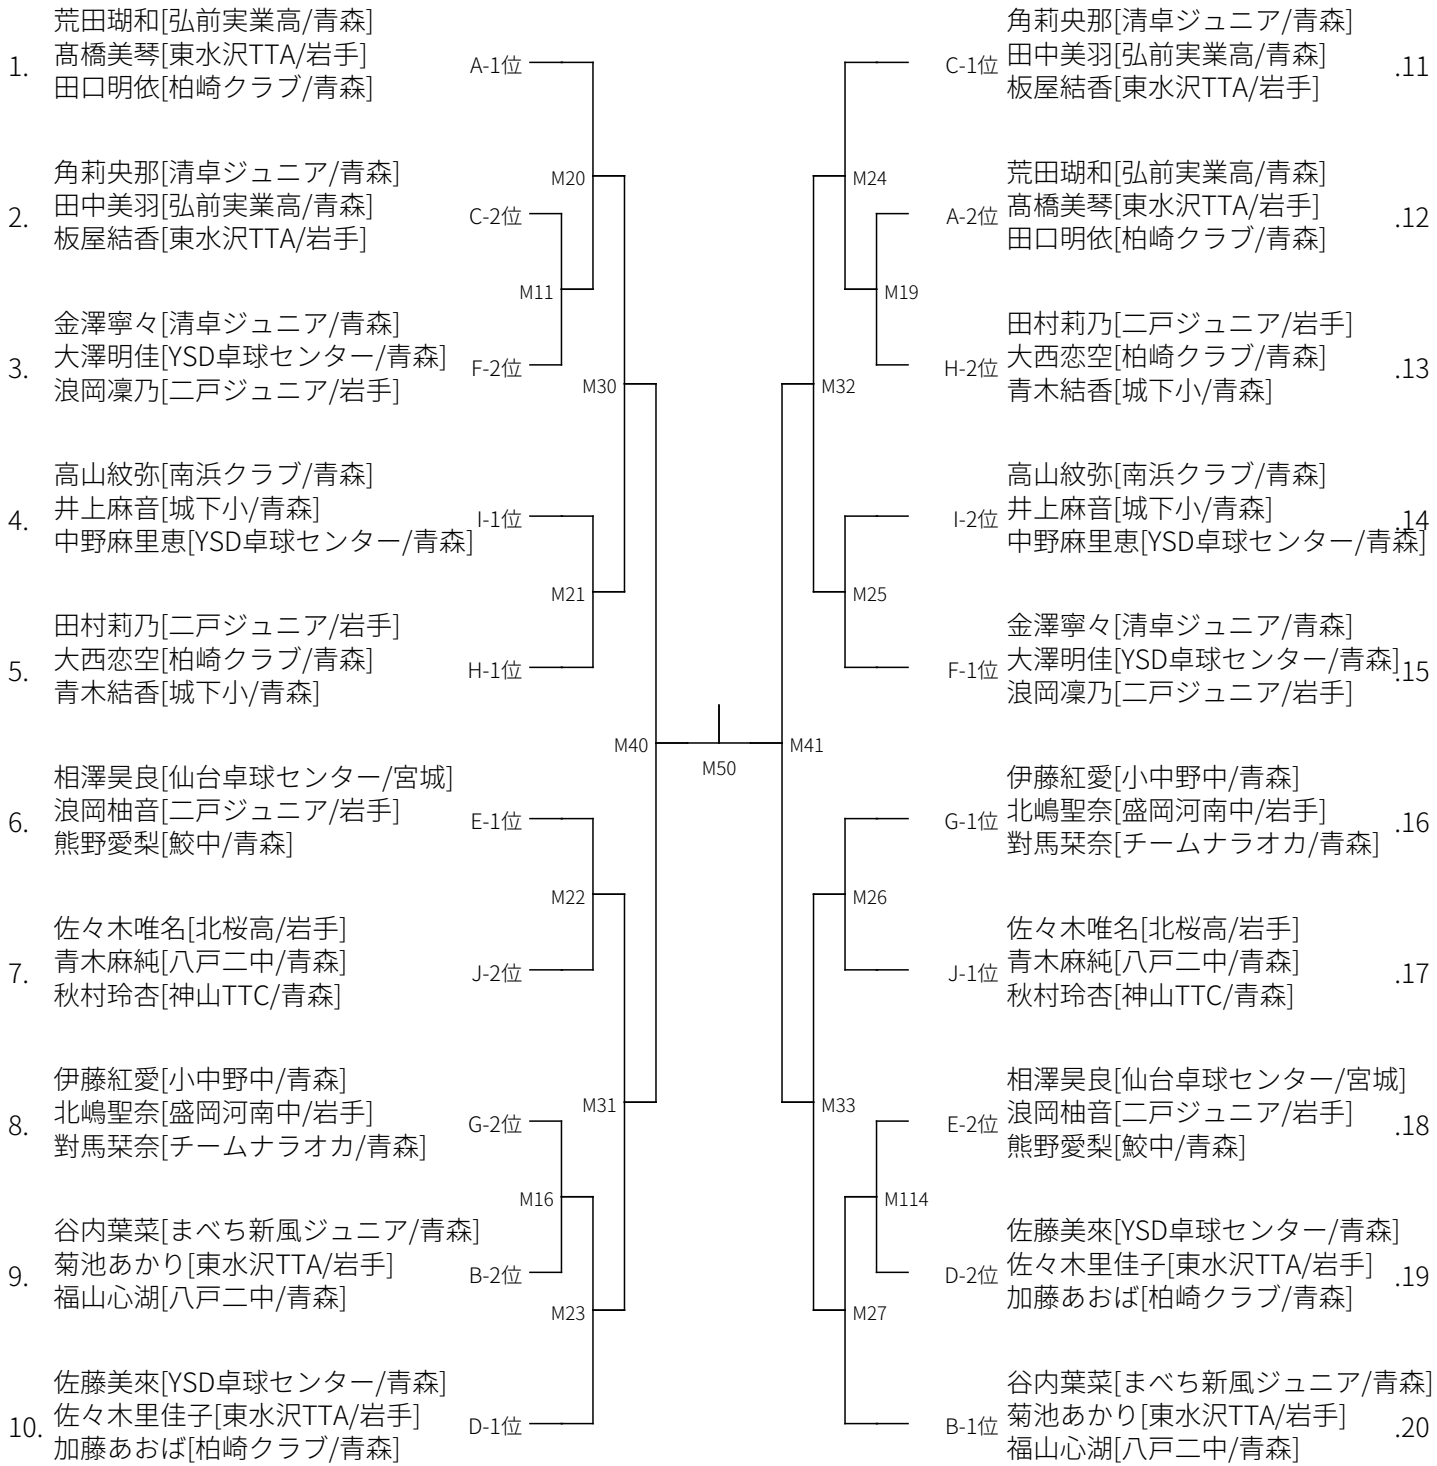 荒田瑚和[弘前実業高/青森]
1. 髙橋美琴[東水沢TTA/岩手] A-1位
田口明依[柏崎クラブ/青森]
角莉央那[清卓ジュニア/青森]
2. 田中美羽[弘前実業高/青森] C-2位
板屋結香[東水沢TTA/岩手]
金澤寧々[清卓ジュニア/青森]
3. 大澤明佳[YSD卓球センター/青森] F-2位
浪岡凜乃[二戸ジュニア/岩手]
高山紋弥[南浜クラブ/青森]
4. 井上麻音[城下小/青森] I-1位
中野麻里恵[YSD卓球センター/青森]
田村莉乃[二戸ジュニア/岩手]
5. 大西恋空[柏崎クラブ/青森] H-1位
青木結香[城下小/青森]
相澤昊良[仙台卓球センター/宮城]
6. 浪岡柚音[二戸ジュニア/岩手] E-1位
熊野愛梨[鮫中/青森]
佐々木唯名[北桜高/岩手]
7. 青木麻純[八戸二中/青森] J-2位
秋村玲杏[神山TTC/青森]
伊藤紅愛[小中野中/青森]
8. 北嶋聖奈[盛岡河南中/岩手] G-2位
對馬栞奈[チームナラオカ/青森]
谷内葉菜[まべち新風ジュニア/青森]
9. 菊池あかり[東水沢TTA/岩手] B-2位
福山心湖[八戸二中/青森]
佐藤美來[YSD卓球センター/青森]
10. 佐々木里佳子[東水沢TTA/岩手] D-1位
加藤あおば[柏崎クラブ/青森]
M20
M11
M30
M21
M40
M22
M31
M16
M23
M50
M24
M19
M32
M25
M41
M26
M33
M114
M27
角莉央那[清卓ジュニア/青森]
C-1位 田中美羽[弘前実業高/青森] .11
板屋結香[東水沢TTA/岩手]
荒田瑚和[弘前実業高/青森]
A-2位 髙橋美琴[東水沢TTA/岩手] .12
田口明依[柏崎クラブ/青森]
田村莉乃[二戸ジュニア/岩手]
H-2位 大西恋空[柏崎クラブ/青森] .13
青木結香[城下小/青森]
高山紋弥[南浜クラブ/青森]
I-2位 井上麻音[城下小/青森] .14
中野麻里恵[YSD卓球センター/青森]
金澤寧々[清卓ジュニア/青森]
F-1位 大澤明佳[YSD卓球センター/青森] .15
浪岡凜乃[二戸ジュニア/岩手]
伊藤紅愛[小中野中/青森]
G-1位 北嶋聖奈[盛岡河南中/岩手] .16
對馬栞奈[チームナラオカ/青森]
佐々木唯名[北桜高/岩手]
J-1位 青木麻純[八戸二中/青森] .17
秋村玲杏[神山TTC/青森]
相澤昊良[仙台卓球センター/宮城]
E-2位 浪岡柚音[二戸ジュニア/岩手] .18
熊野愛梨[鮫中/青森]
佐藤美來[YSD卓球センター/青森]
D-2位 佐々木里佳子[東水沢TTA/岩手] .19
加藤あおば[柏崎クラブ/青森]
谷内葉菜[まべち新風ジュニア/青森]
B-1位 菊池あかり[東水沢TTA/岩手] .20
福山心湖[八戸二中/青森]